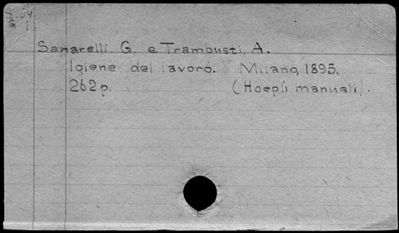 Sanarelli G. e Trambusti, A.
Igiene del lavoro. Milano, 1895.
262 p. (Hoepli manuali).